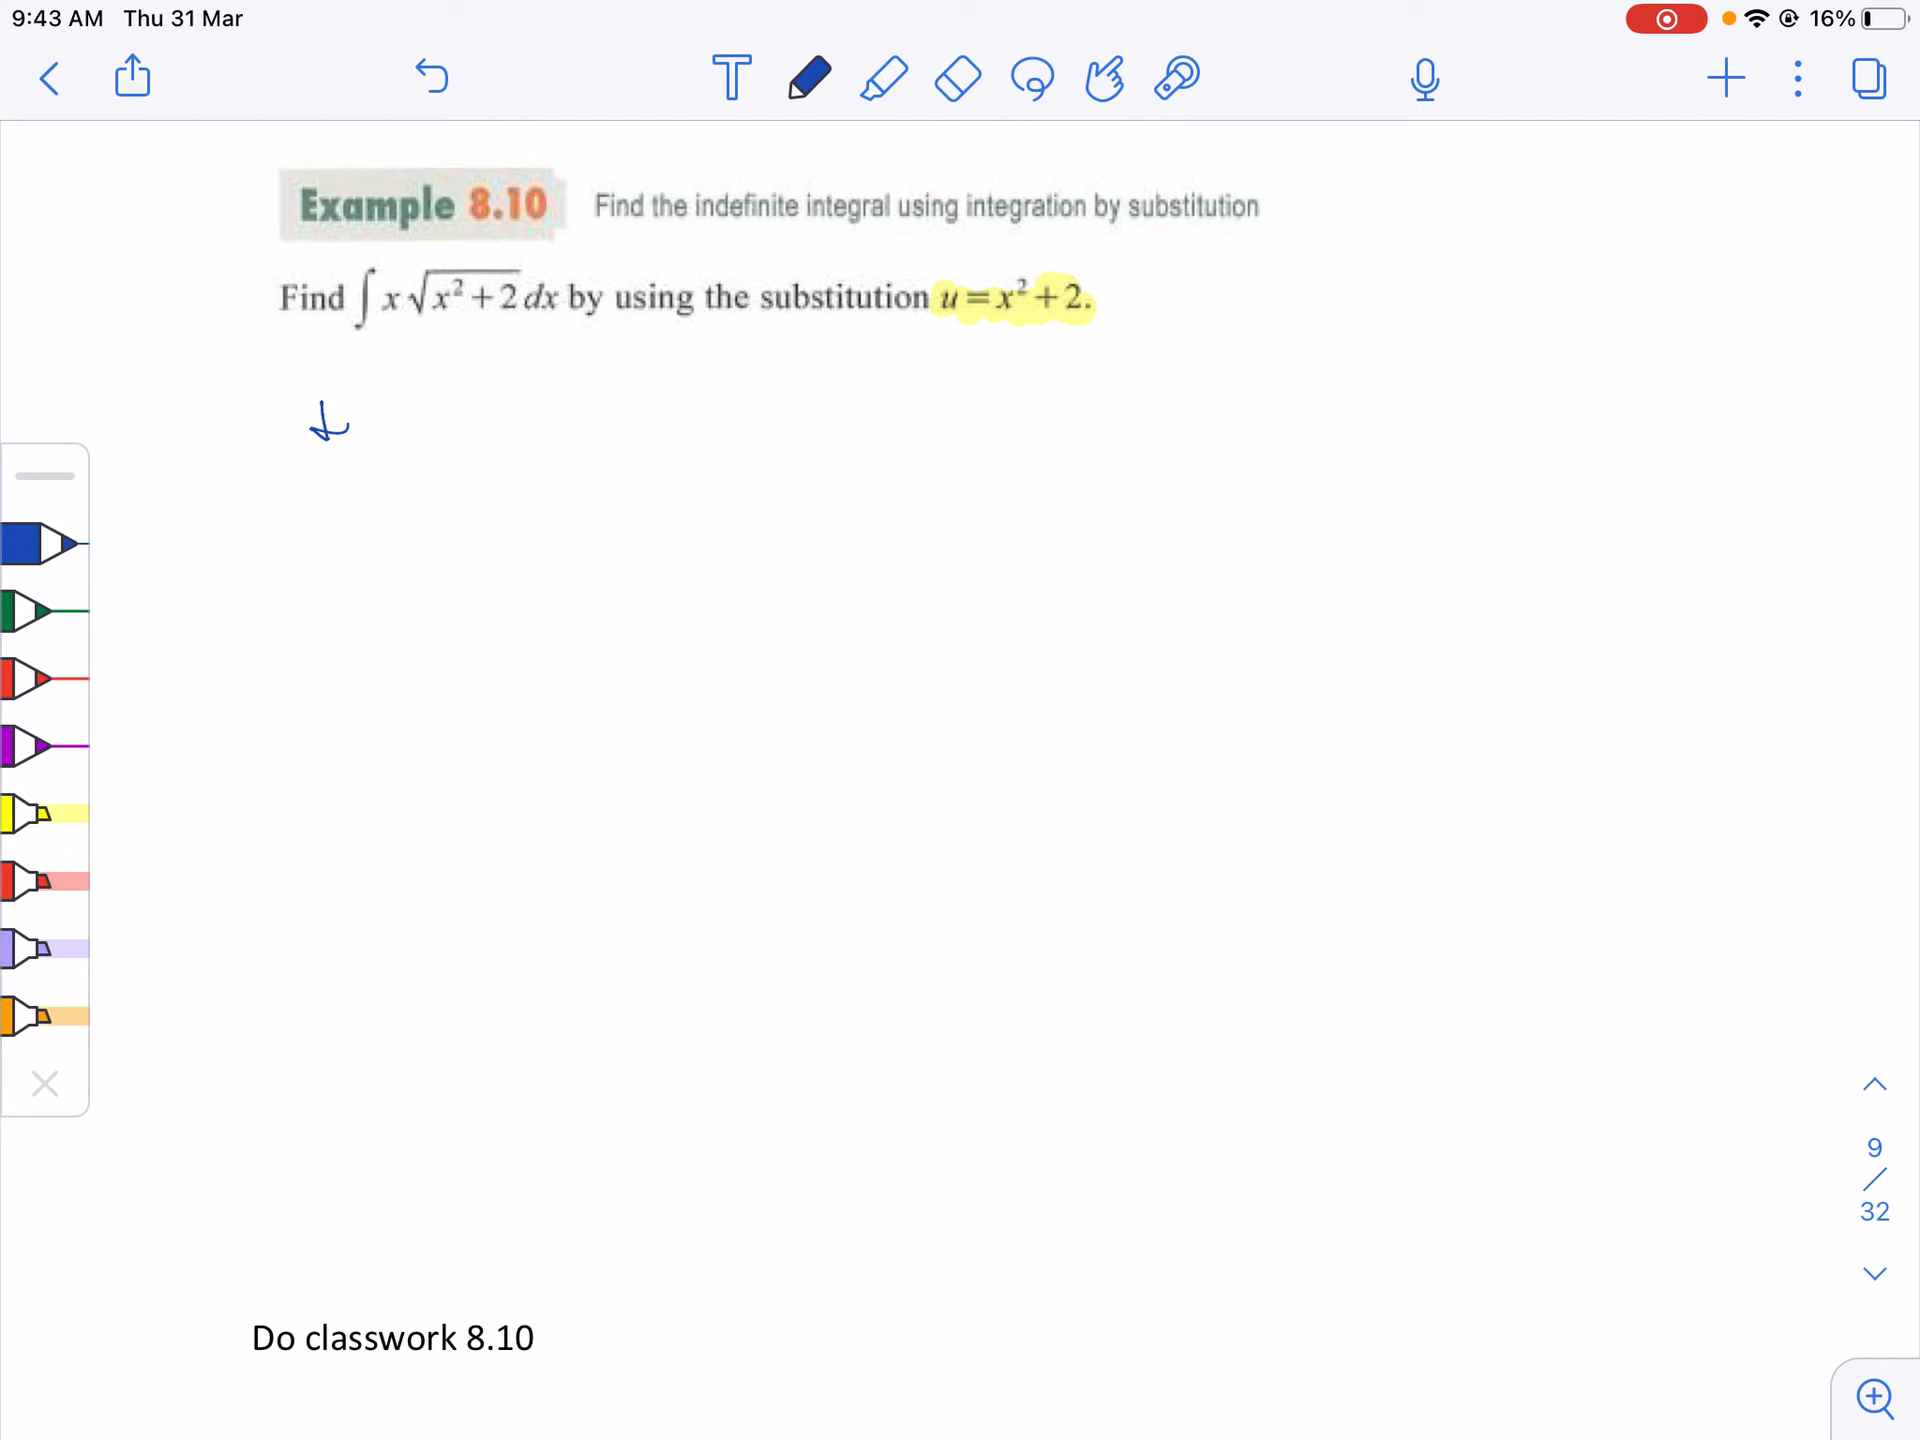 9:43 AM Thu 31 Mar
16%
Example 8.10 Find the indefinite integral using integration by substitution
Find ∫ x √(x² + 2) dx by using the substitution u = x² + 2.
9
/
32
Do classwork 8.10